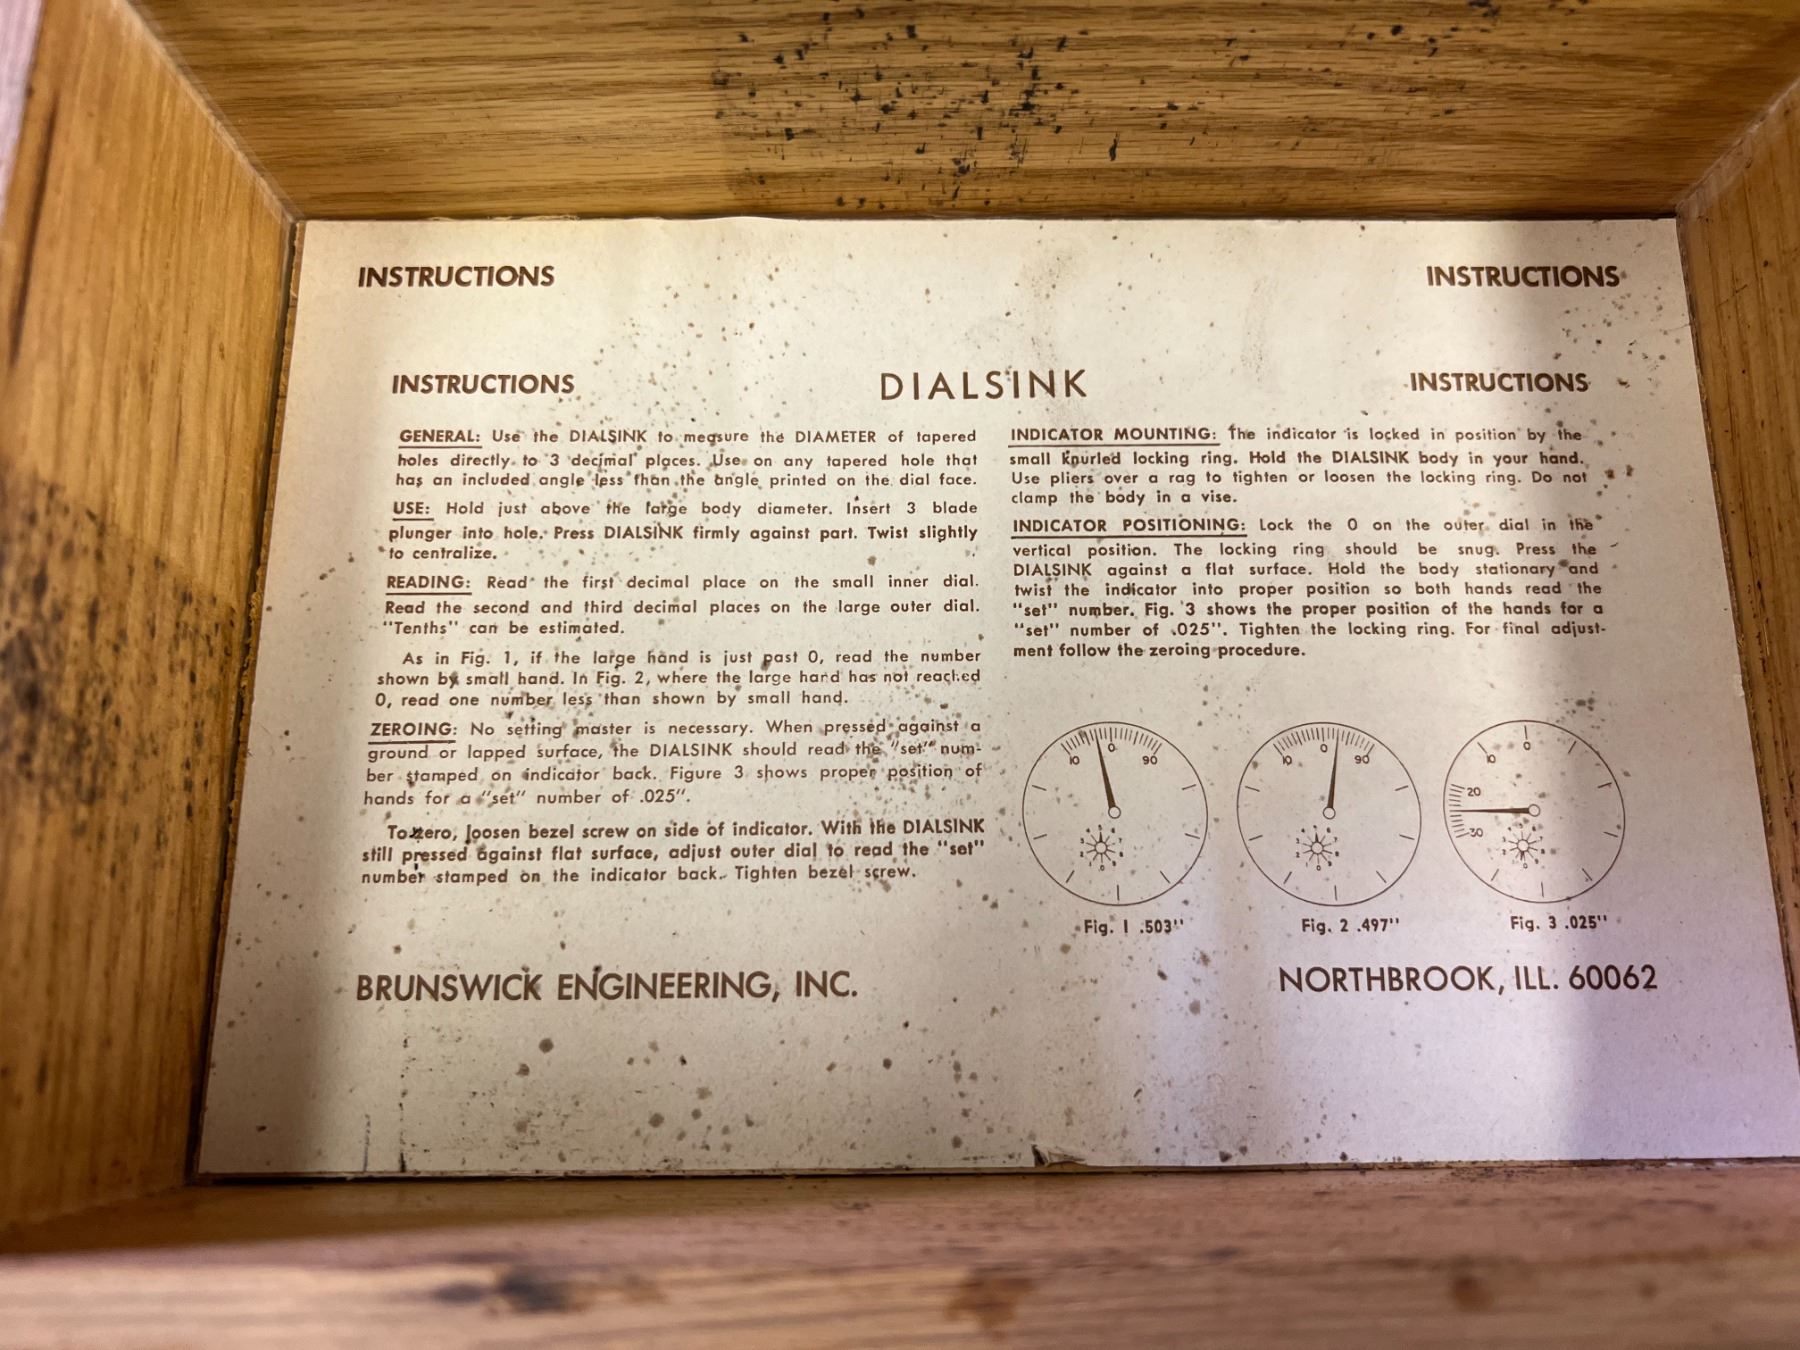 INSTRUCTIONS
INSTRUCTIONS
INSTRUCTIONS
DIALSINK
INSTRUCTIONS
GENERAL: Use the DIALSINK to measure the DIAMETER of tapered
holes directly to 3 decimal places. Use on any tapered hole that
has an included angle less than the angle printed on the dial face.
USE: Hold just above the large body diameter. Insert 3 blade
plunger into hole. Press DIALSINK firmly against part. Twist slightly
to centralize.
READING: Read the first decimal place on the small inner dial.
Read the second and third decimal places on the large outer dial.
"Tenths" can be estimated.
As in Fig. 1, if the large hand is just past 0, read the number
shown by small hand. In Fig. 2, where the large hand has not reached
0, read one number less than shown by small hand.
ZEROING: No setting master is necessary. When pressed against a
ground or lapped surface, the DIALSINK should read the "set" num-
ber stamped on indicator back. Figure 3 shows proper position of
hands for a "set" number of .025".
To zero, loosen bezel screw on side of indicator. With the DIALSINK
still pressed against flat surface, adjust outer dial to read the "set"
number stamped on the indicator back. Tighten bezel screw.
INDICATOR MOUNTING: The indicator is locked in position by the
small knurled locking ring. Hold the DIALSINK body in your hand.
Use pliers over a rag to tighten or loosen the locking ring. Do not
clamp the body in a vise.
INDICATOR POSITIONING: Lock the 0 on the outer dial in the
vertical position. The locking ring should be snug. Press the
DIALSINK against a flat surface. Hold the body stationary and
twist the indicator into proper position so both hands read the
"set" number. Fig. 3 shows the proper position of the hands for a
"set" number of .025". Tighten the locking ring. For final adjust-
ment follow the zeroing procedure.
10 0 90
10 0 90
10 0
20
30
Fig. 1 .503"
Fig. 2 .497"
Fig. 3 .025"
BRUNSWICK ENGINEERING, INC.
NORTHBROOK, ILL. 60062